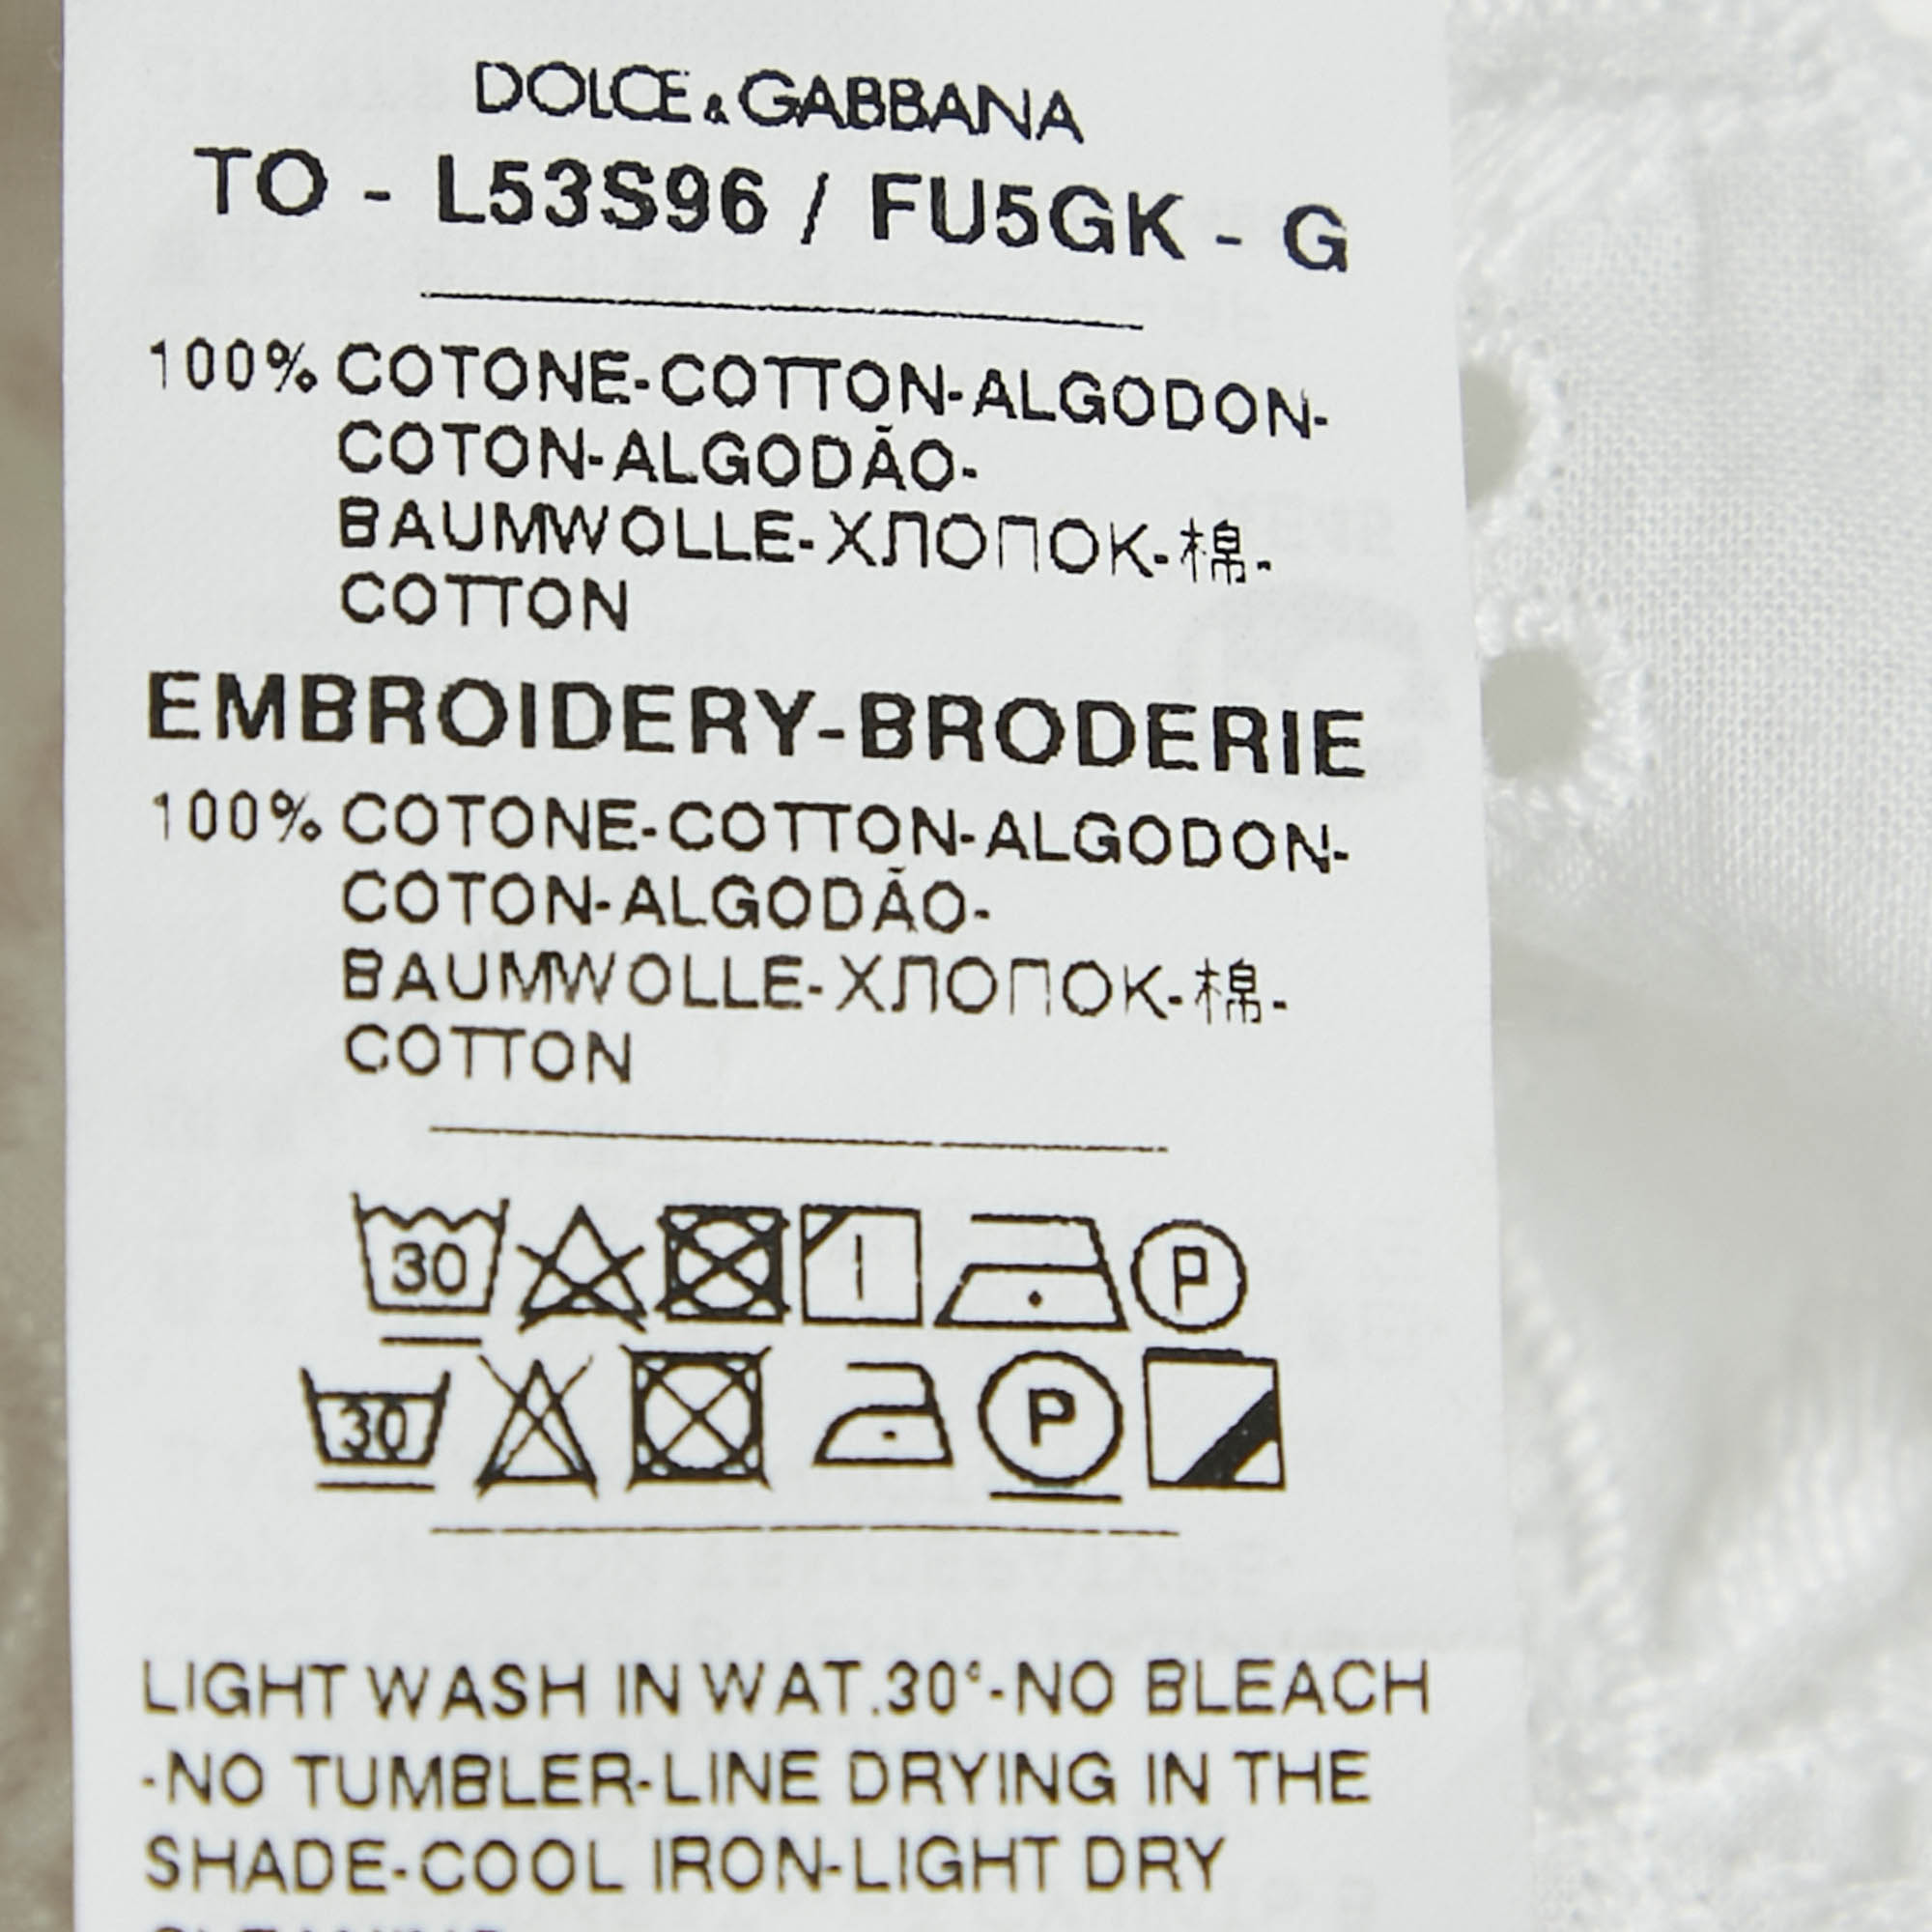 DOLCE&GABBANA
TO - L53S96 / FU5GK - G
100% COTONE-COTTON-ALGODON-
COTON-ALGODÃO-
BAUMWOLLE-ХЛОПОК-棉-
COTTON
EMBROIDERY-BRODERIE
100% COTONE-COTTON-ALGODON-
COTON-ALGODÃO-
BAUMWOLLE-ХЛОПОК-棉-
COTTON
30 P
30 P
LIGHT WASH IN WAT.30°-NO BLEACH
-NO TUMBLER-LINE DRYING IN THE
SHADE-COOL IRON-LIGHT DRY